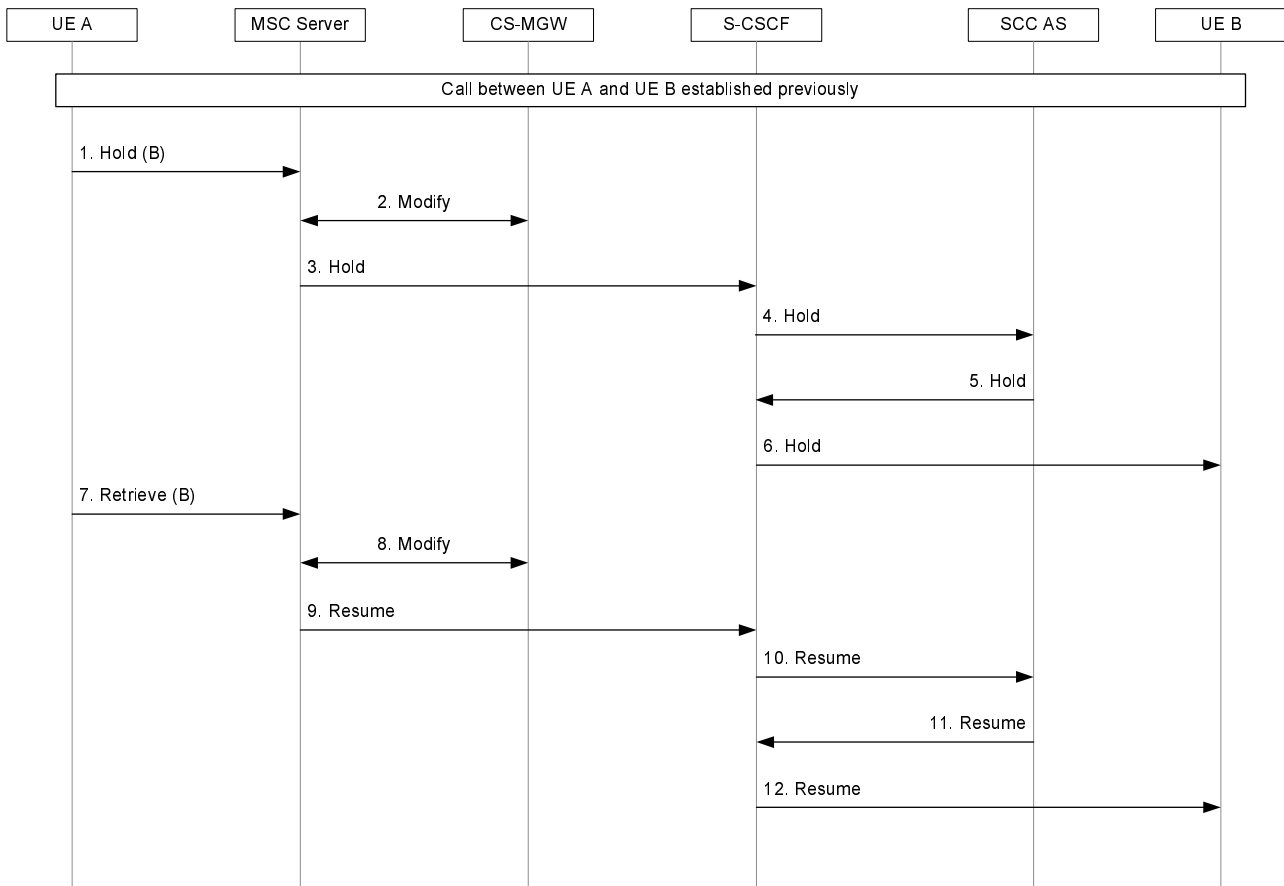 UE A
MSC Server
CS-MGW
S-CSCF
SCC AS
UE B
Call between UE A and UE B established previously
1. Hold (B)
2. Modify
3. Hold
4. Hold
5. Hold
6. Hold
7. Retrieve (B)
8. Modify
9. Resume
10. Resume
11. Resume
12. Resume